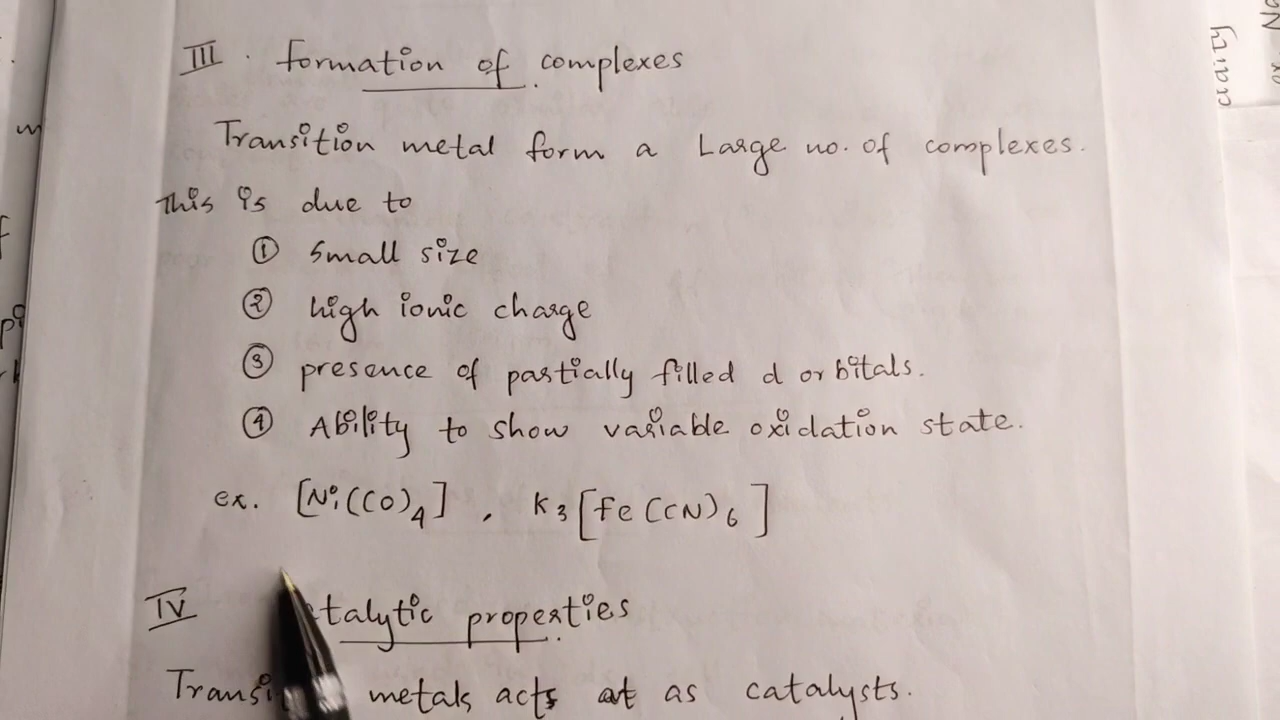 III. Formation of complexes
Transition metal form a Large no. of complexes.
This is due to
① Small size
② high ionic charge
③ presence of partially filled d orbitals.
④ Ability to show variable oxidation state.
ex. [Ni(CO)4], K3[Fe(CN)6]
IV talytic properties
Transi metals acts as catalysts.